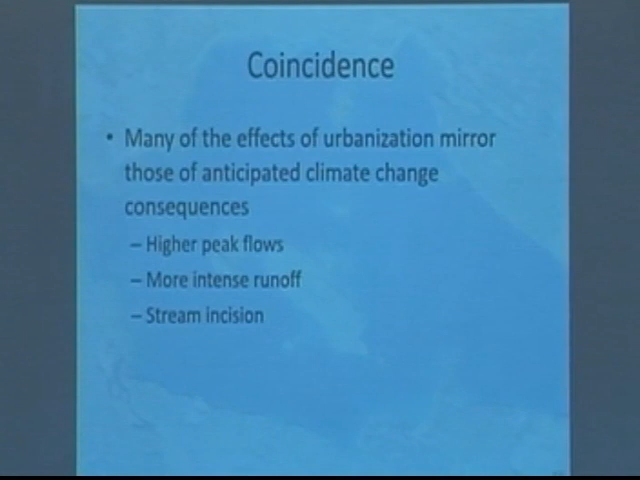 Coincidence
• Many of the effects of urbanization mirror
those of anticipated climate change
consequences
– Higher peak flows
– More intense runoff
– Stream incision